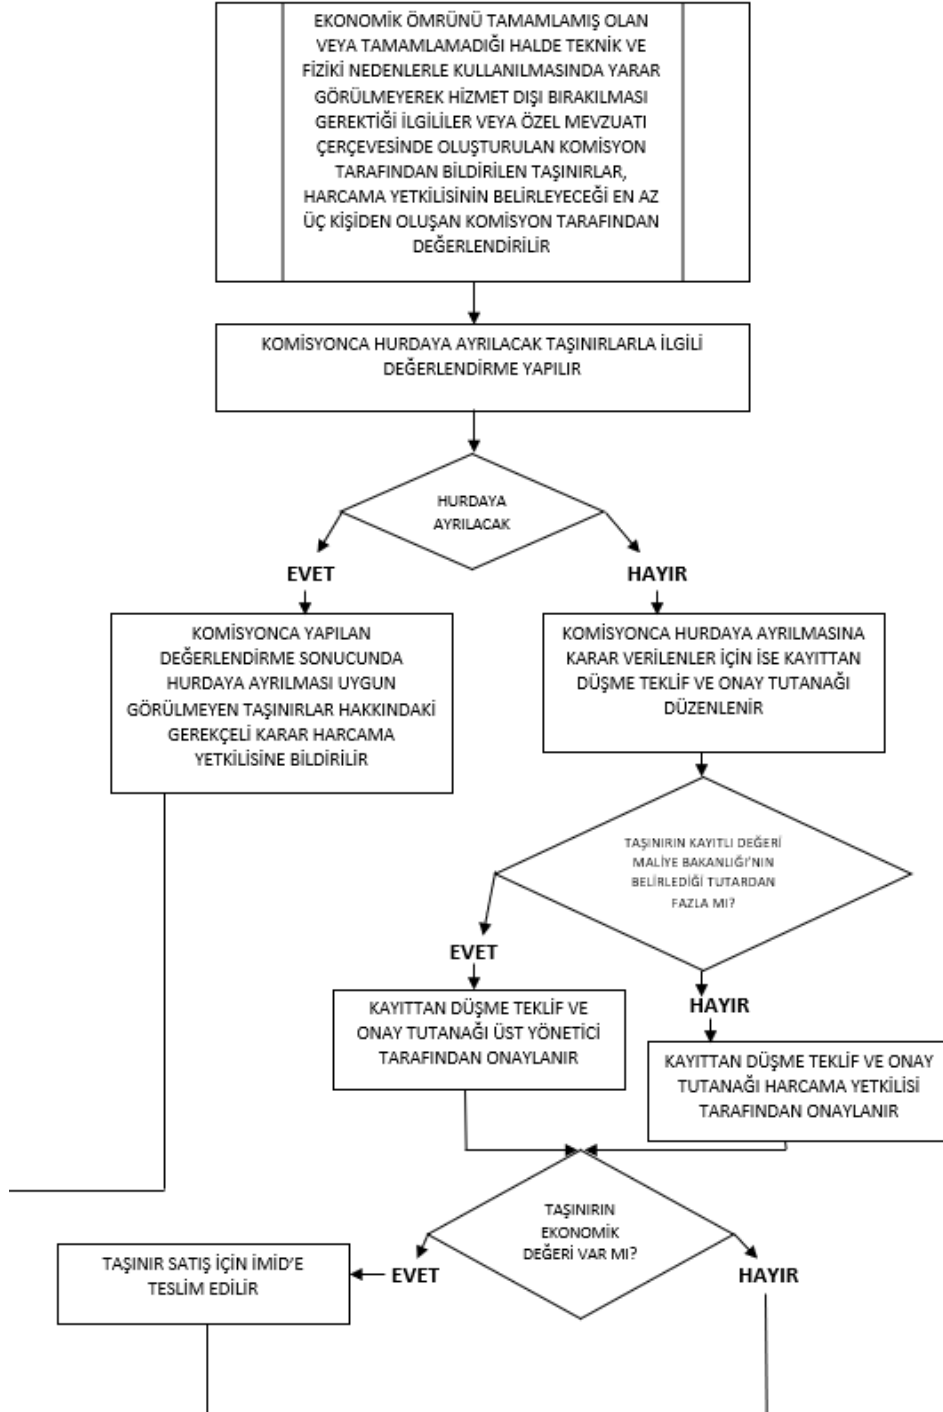 EKONOMİK ÖMRÜNÜ TAMAMLAMIŞ OLAN
VEYA TAMAMLAMADIĞI HALDE TEKNİK VE
FİZİKİ NEDENLERLE KULLANILMASINDA YARAR
GÖRÜLMEYEREK HİZMET DIŞI BIRAKILMASI
GEREKTİĞİ İLGİLİLER VEYA ÖZEL MEVZUATI
ÇERÇEVESİNDE OLUŞTURULAN KOMİSYON
TARAFINDAN BİLDİRİLEN TAŞINIRLAR,
HARCAMA YETKİLİSİNİN BELİRLEYECEĞİ EN AZ
ÜÇ KİŞİDEN OLUŞAN KOMİSYON TARAFINDAN
DEĞERLENDİRİLİR
KOMİSYONCA HURDAYA AYRILACAK TAŞINIRLARLA İLGİLİ
DEĞERLENDİRME YAPILIR
HURDAYA
AYRILACAK
EVET
HAYIR
KOMİSYONCA YAPILAN
DEĞERLENDİRME SONUCUNDA
HURDAYA AYRILMASI UYGUN
GÖRÜLMEYEN TAŞINIRLAR HAKKINDAKİ
GEREKÇELİ KARAR HARCAMA
YETKİLİSİNE BİLDİRİLİR
KOMİSYONCA HURDAYA AYRILMASINA
KARAR VERİLENLER İÇİN İSE KAYITTAN
DÜŞME TEKLİF VE ONAY TUTANAĞI
DÜZENLENİR
TAŞINIRIN KAYITLI DEĞERİ
MALİYE BAKANLIĞI'NIN
BELİRLEDİĞİ TUTARDAN
FAZLA MI?
EVET
HAYIR
KAYITTAN DÜŞME TEKLİF VE
ONAY TUTANAĞI ÜST YÖNETİCİ
TARAFINDAN ONAYLANIR
KAYITTAN DÜŞME TEKLİF VE ONAY
TUTANAĞI HARCAMA YETKİLİSİ
TARAFINDAN ONAYLANIR
TAŞINIRIN
EKONOMİK
DEĞERİ VAR MI?
EVET
HAYIR
TAŞINIR SATIŞ İÇİN İMİD'E
TESLİM EDİLİR